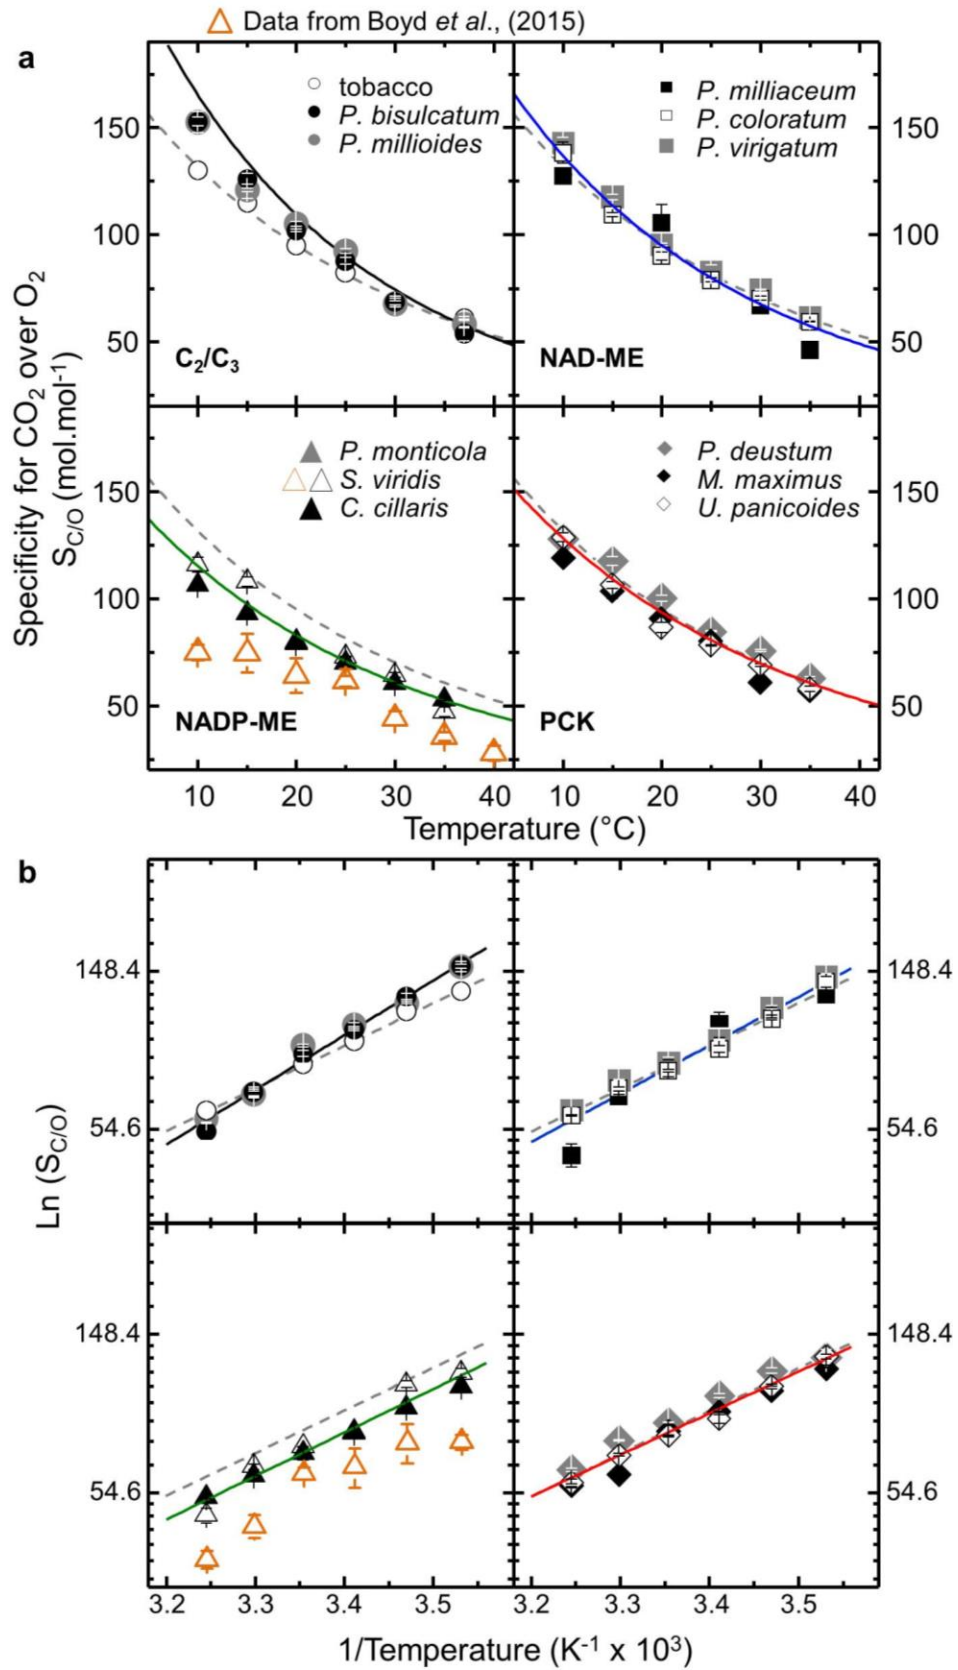 Data from Boyd et al., (2015)
a
tobacco
P. bisulcatum
P. millioides
P. milliaceum
P. coloratum
P. virigatum
150
100
50
150
100
50
C2/C3
NAD-ME
Specificity for CO2 over O2
SC/O (mol.mol-1)
P. monticola
S. viridis
C. cillaris
P. deustum
M. maximus
U. panicoides
150
100
50
150
100
50
NADP-ME
PCK
10 20 30 40 10 20 30 40
Temperature (°C)
b
148.4
54.6
148.4
54.6
Ln (SC/O)
148.4
54.6
148.4
54.6
3.2 3.3 3.4 3.5 3.2 3.3 3.4 3.5
1/Temperature (K-1 x 103)